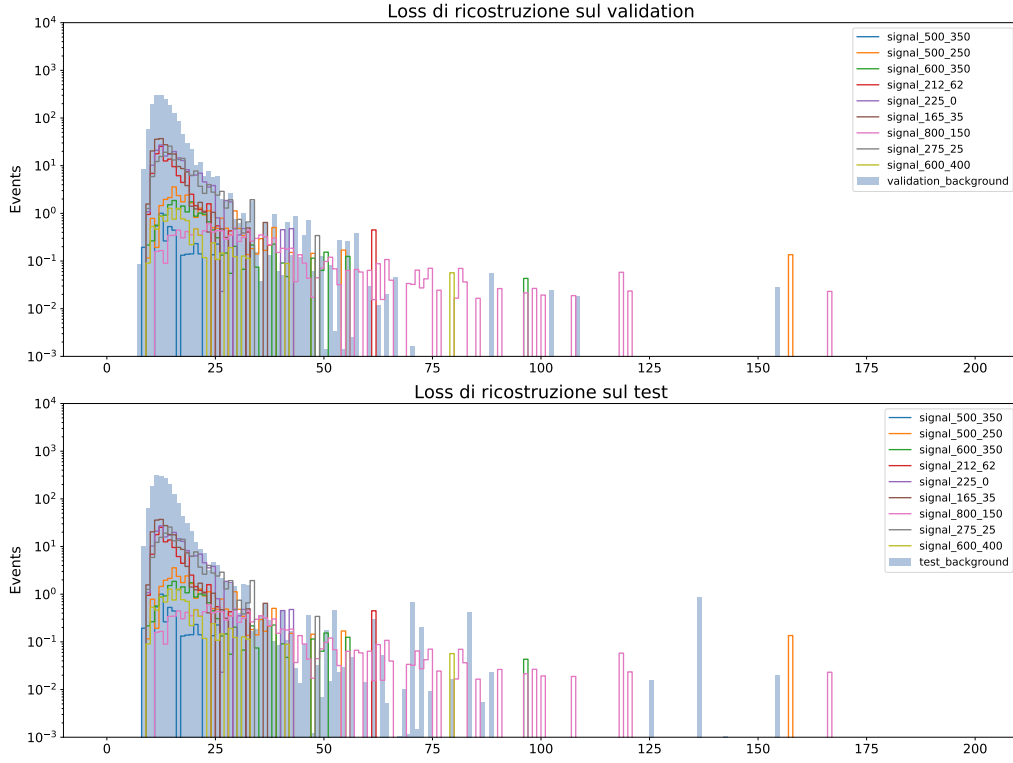 Loss di ricostruzione sul validation
10^4
10^3
10^2
10^1
10^0
10^-1
10^-2
10^-3
Events
signal_500_350
signal_500_250
signal_600_350
signal_212_62
signal_225_0
signal_165_35
signal_800_150
signal_275_25
signal_600_400
validation_background
0 25 50 75 100 125 150 175 200
Loss di ricostruzione sul test
10^4
10^3
10^2
10^1
10^0
10^-1
10^-2
10^-3
Events
signal_500_350
signal_500_250
signal_600_350
signal_212_62
signal_225_0
signal_165_35
signal_800_150
signal_275_25
signal_600_400
test_background
0 25 50 75 100 125 150 175 200